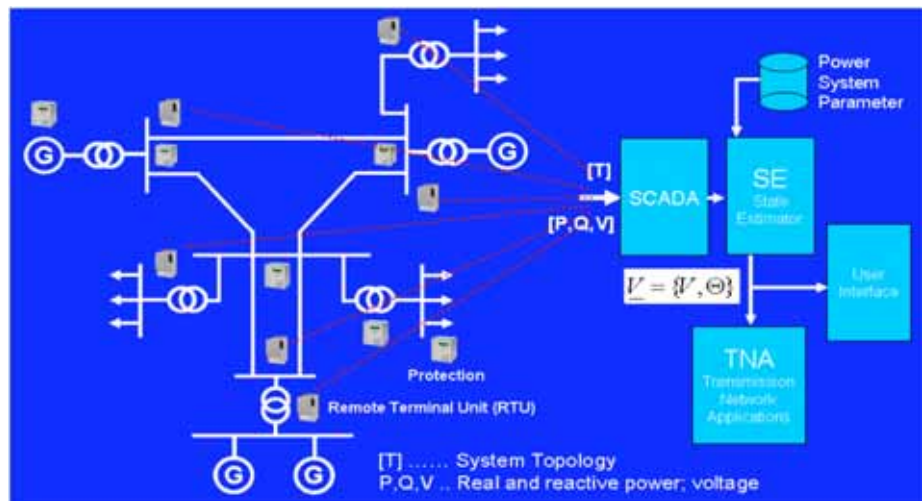 Power
System
Parameter
G
G
[T]
SCADA
SE
State
Estimator
[P,Q,V]
V = {V,Θ}
User
Interface
TNA
Transmission
Network
Applications
Protection
Remote Terminal Unit (RTU)
G
G
[T] ...... System Topology
P,Q,V .. Real and reactive power; voltage